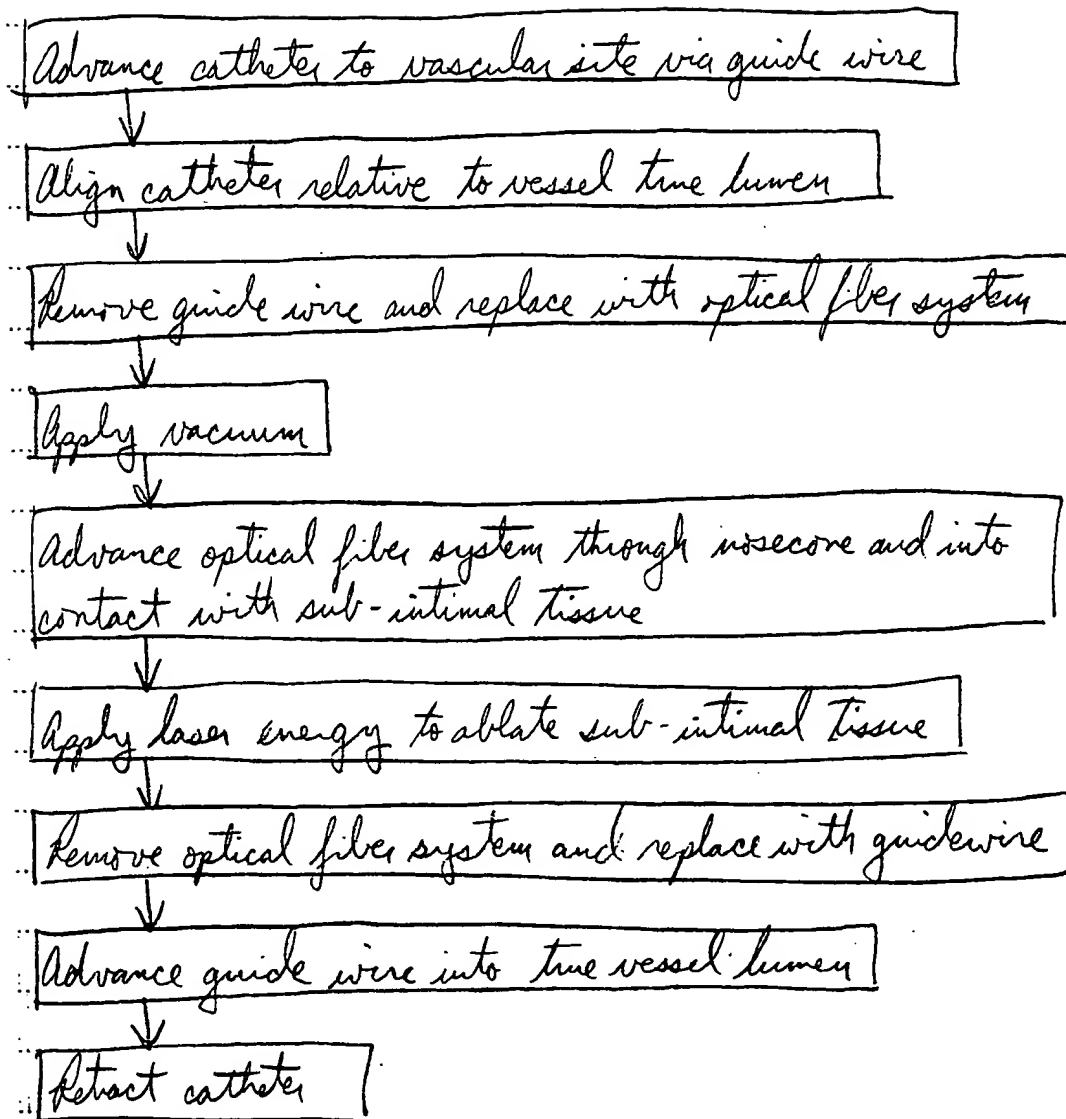 Advance catheter to vascular site via guide wire
Align catheter relative to vessel true lumen
Remove guide wire and replace with optical fiber system
Apply vacuum
Advance optical fiber system through nosecone and into
contact with sub-intimal tissue
Apply laser energy to ablate sub-intimal tissue
Remove optical fiber system and replace with guidewire
Advance guide wire into true vessel lumen
Retract catheter